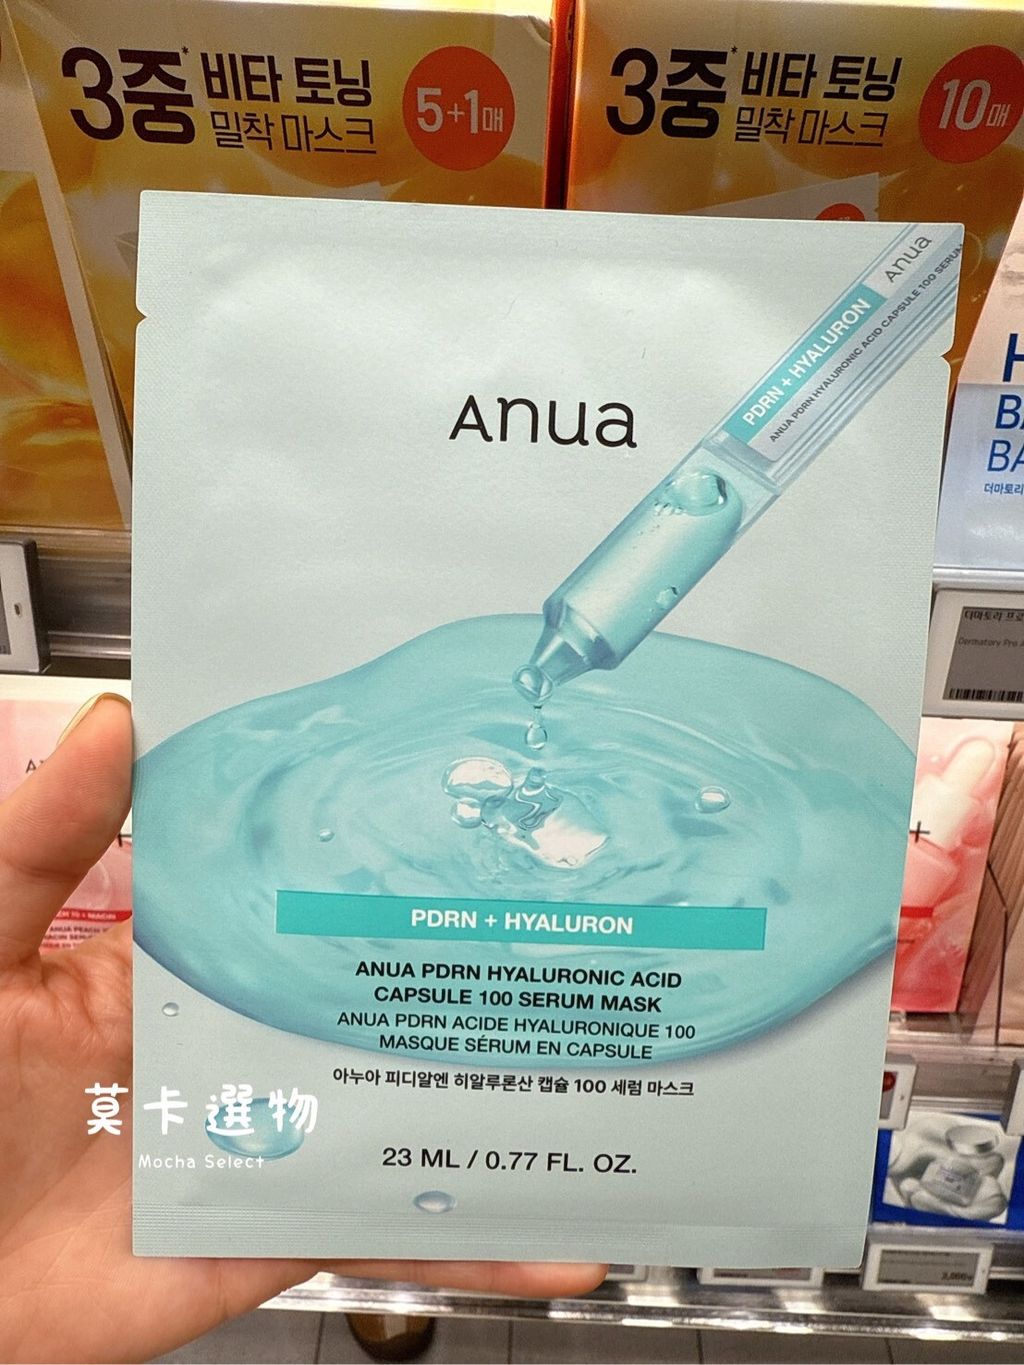 3중* 비타 토닝
밀착 마스크
5+1매
3중* 비타 토닝
밀착 마스크
10매
Anua
PDRN + HYALURON
ANUA PDRN HYALURONIC ACID CAPSULE 100 SERUM
Anua
PDRN + HYALURON
ANUA PDRN HYALURONIC ACID
CAPSULE 100 SERUM MASK
ANUA PDRN ACIDE HYALURONIQUE 100
MASQUE SÉRUM EN CAPSULE
아누아 피디알엔 히알루론산 캡슐 100 세럼 마스크
23 ML / 0.77 FL. OZ.
莫卡選物
Mocha Select
더마토리